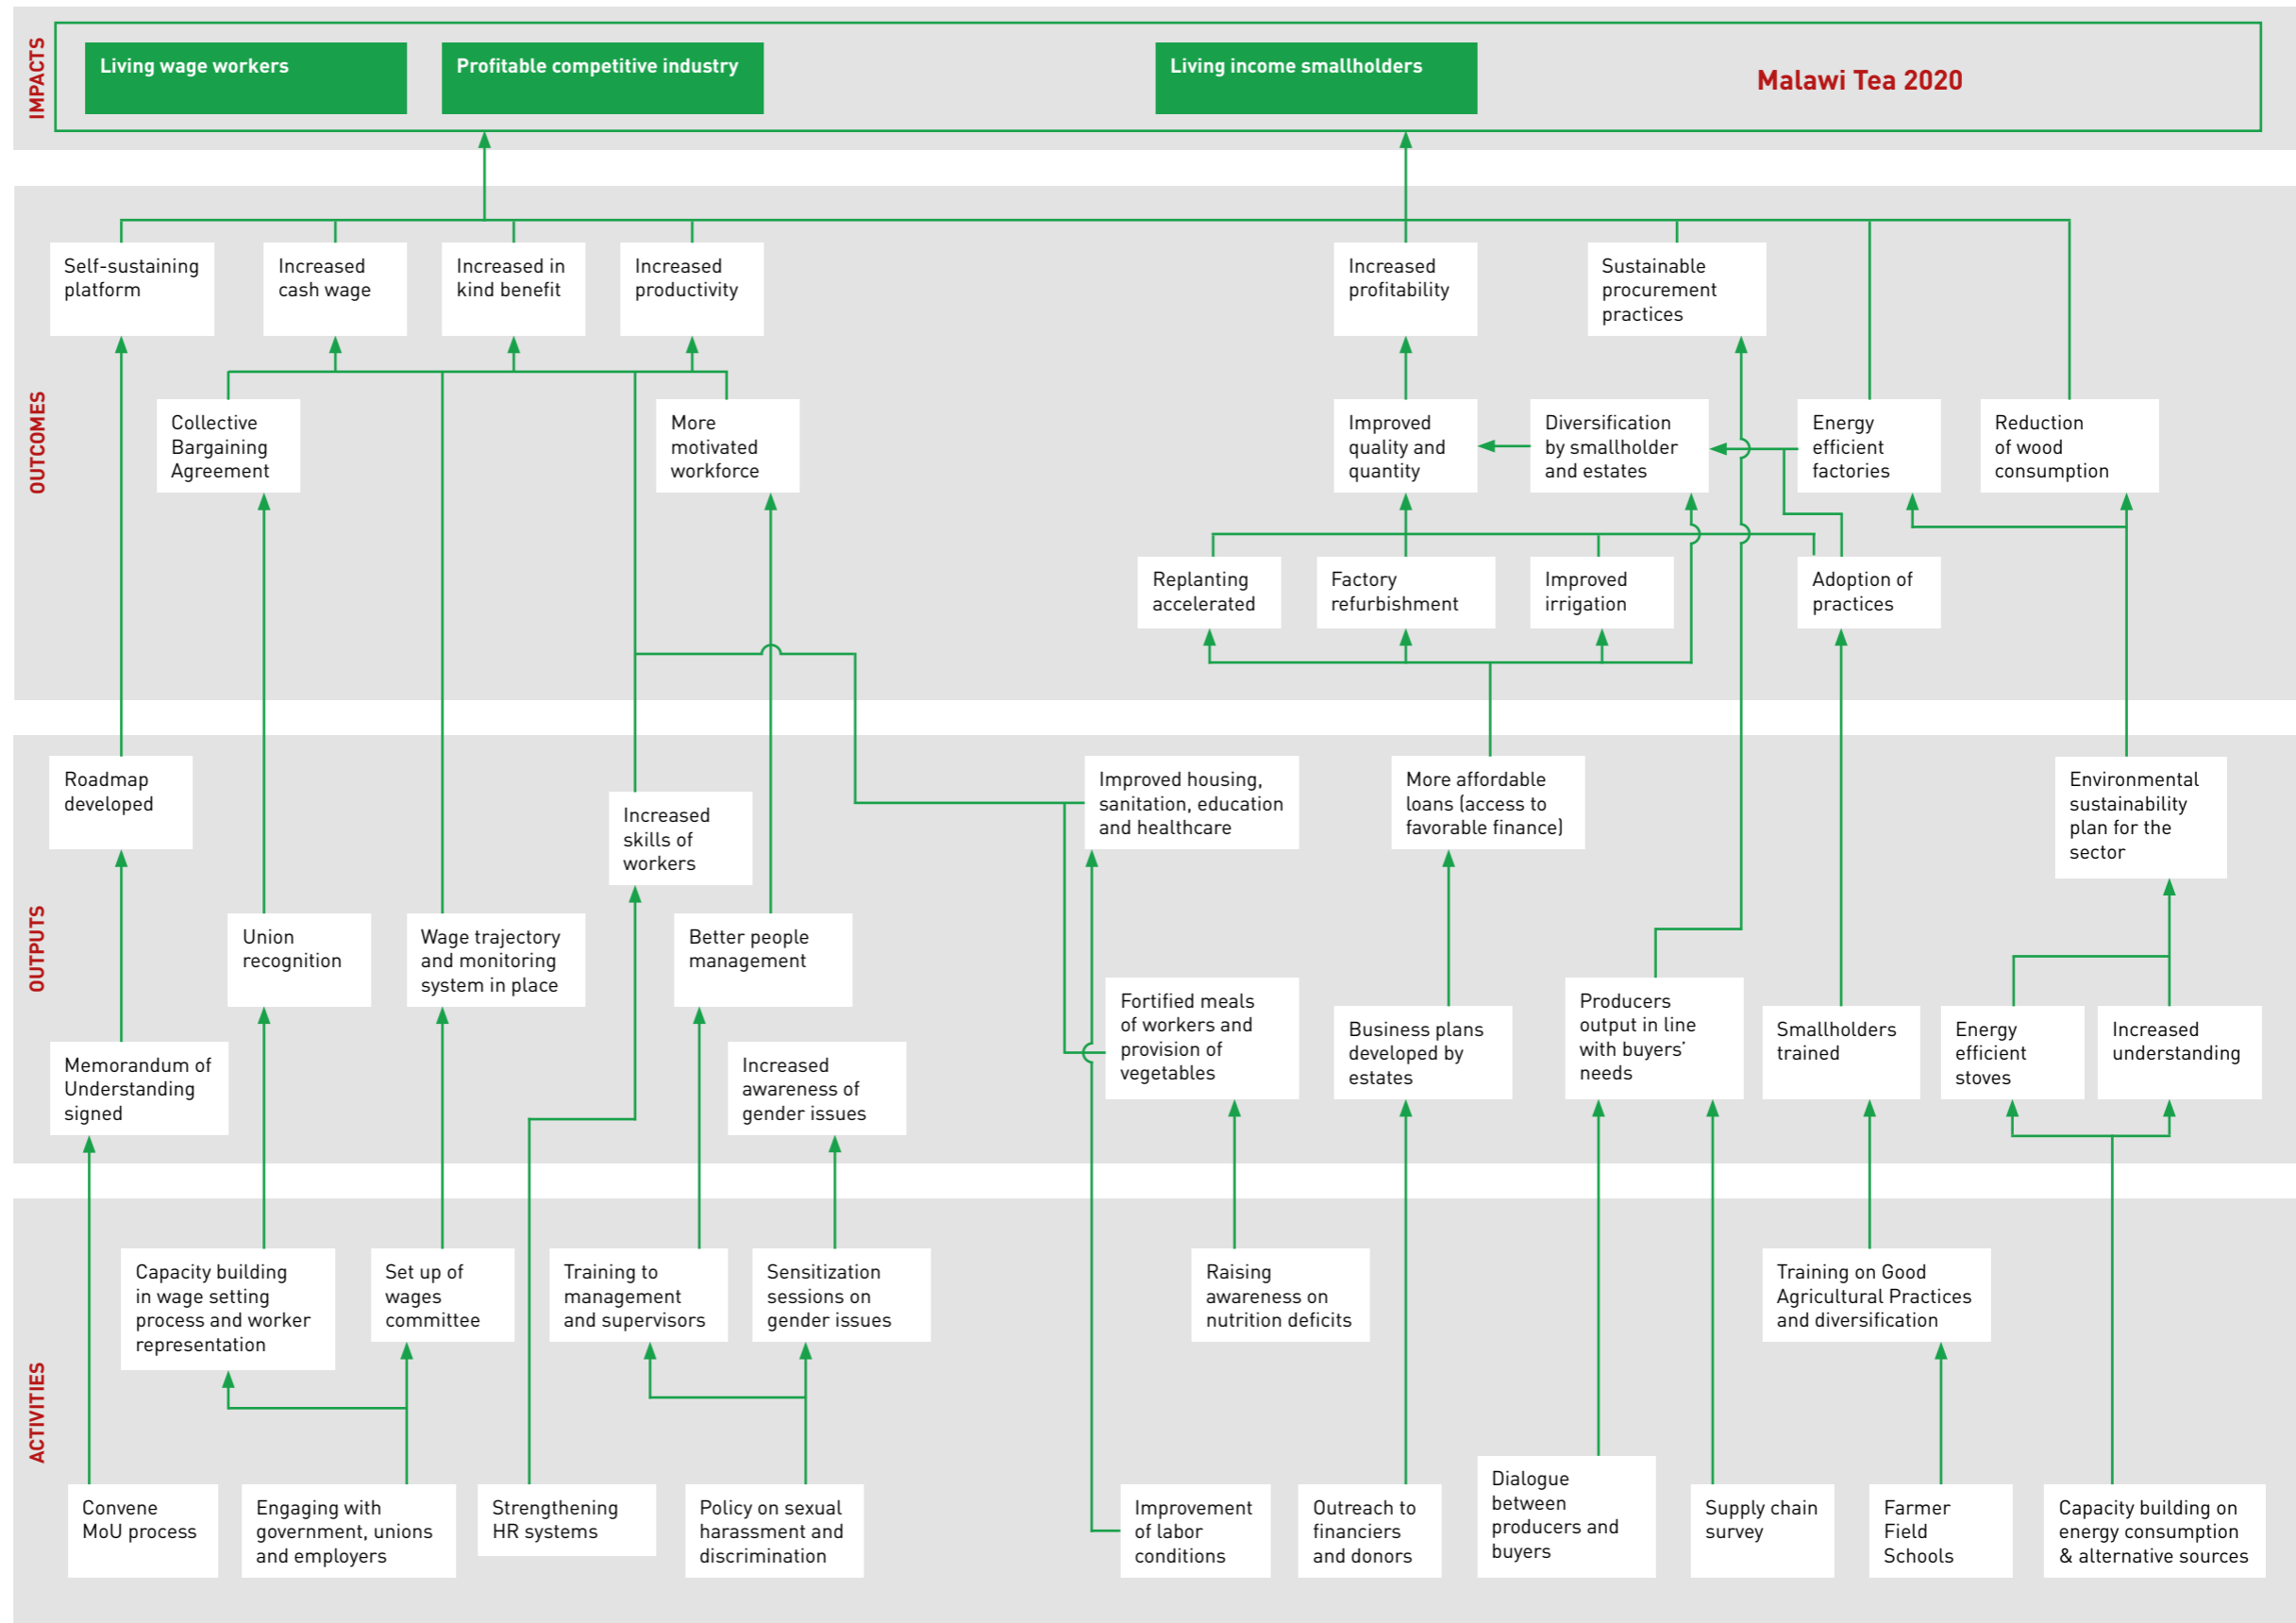 IMPACTS
Living wage workers
Profitable competitive industry
Living income smallholders
Malawi Tea 2020
OUTCOMES
Self-sustaining
platform
Increased
cash wage
Increased in
kind benefit
Increased
productivity
Increased
profitability
Sustainable
procurement
practices
Collective
Bargaining
Agreement
More
motivated
workforce
Improved
quality and
quantity
Diversification
by smallholder
and estates
Energy
efficient
factories
Reduction
of wood
consumption
Replanting
accelerated
Factory
refurbishment
Improved
irrigation
Adoption of
practices
OUTPUTS
Roadmap
developed
Increased
skills of
workers
Improved housing,
sanitation, education
and healthcare
More affordable
loans (access to
favorable finance)
Environmental
sustainability
plan for the
sector
Union
recognition
Wage trajectory
and monitoring
system in place
Better people
management
Fortified meals
of workers and
provision of
vegetables
Business plans
developed by
estates
Producers
output in line
with buyers’
needs
Smallholders
trained
Energy
efficient
stoves
Increased
understanding
Memorandum of
Understanding
signed
Increased
awareness of
gender issues
ACTIVITIES
Capacity building
in wage setting
process and worker
representation
Set up of
wages
committee
Training to
management
and supervisors
Sensitization
sessions on
gender issues
Raising
awareness on
nutrition deficits
Training on Good
Agricultural Practices
and diversification
Convene
MoU process
Engaging with
government, unions
and employers
Strengthening
HR systems
Policy on sexual
harassment and
discrimination
Improvement
of labor
conditions
Outreach to
financiers
and donors
Dialogue
between
producers and
buyers
Supply chain
survey
Farmer
Field
Schools
Capacity building on
energy consumption
& alternative sources